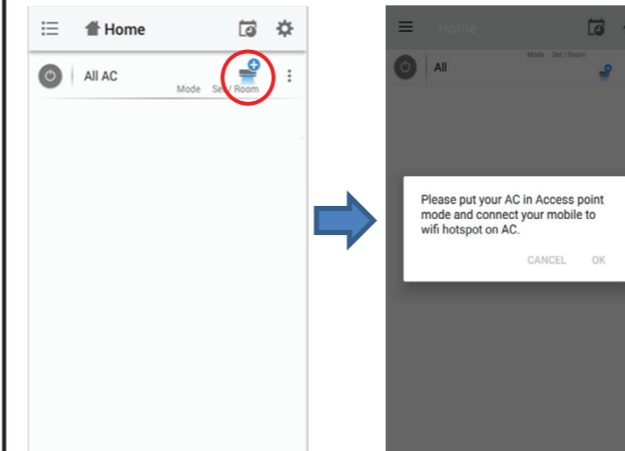 Home
All AC
Mode Set / Room
Home
All
Mode Set / Room
Please put your AC in Access point
mode and connect your mobile to
wifi hotspot on AC.
CANCEL OK